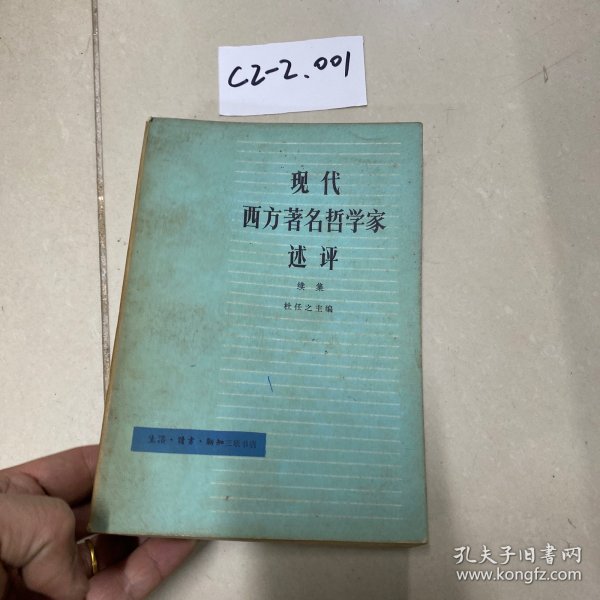 C2-2.001
现代
西方著名哲学家
述评
续集
杜任之主编
生活·读书·新知三联书店
孔夫子旧书网
www.kongfz.com